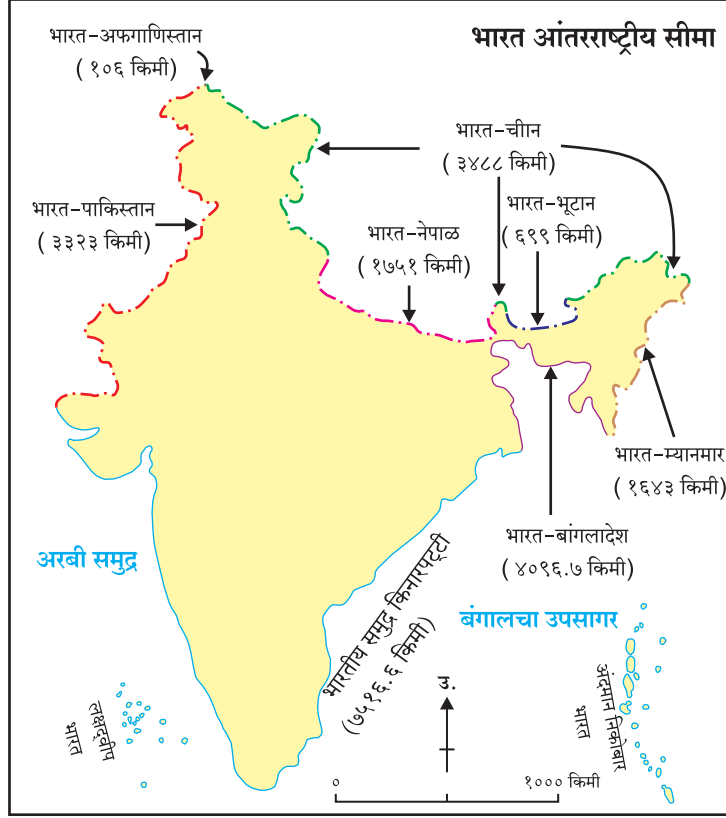 भारत आंतरराष्ट्रीय सीमा
भारत-अफगाणिस्तान
( १०६ किमी)
भारत-चीान
( ३४८८ किमी)
भारत-पाकिस्तान
( ३३२३ किमी)
भारत-भूटान
( ६९९ किमी)
भारत-नेपाळ
( १७५१ किमी)
भारत-म्यानमार
( १६४३ किमी)
भारत-बांगलादेश
( ४०९६.७ किमी)
अरबी समुद्र
भारतीय समुद्र किनारपट्टी
(७५१६.६ किमी)
बंगालचा उपसागर
लक्षद्वीप
भारत
अंदमान निकोबार
भारत
उ.
० १००० किमी